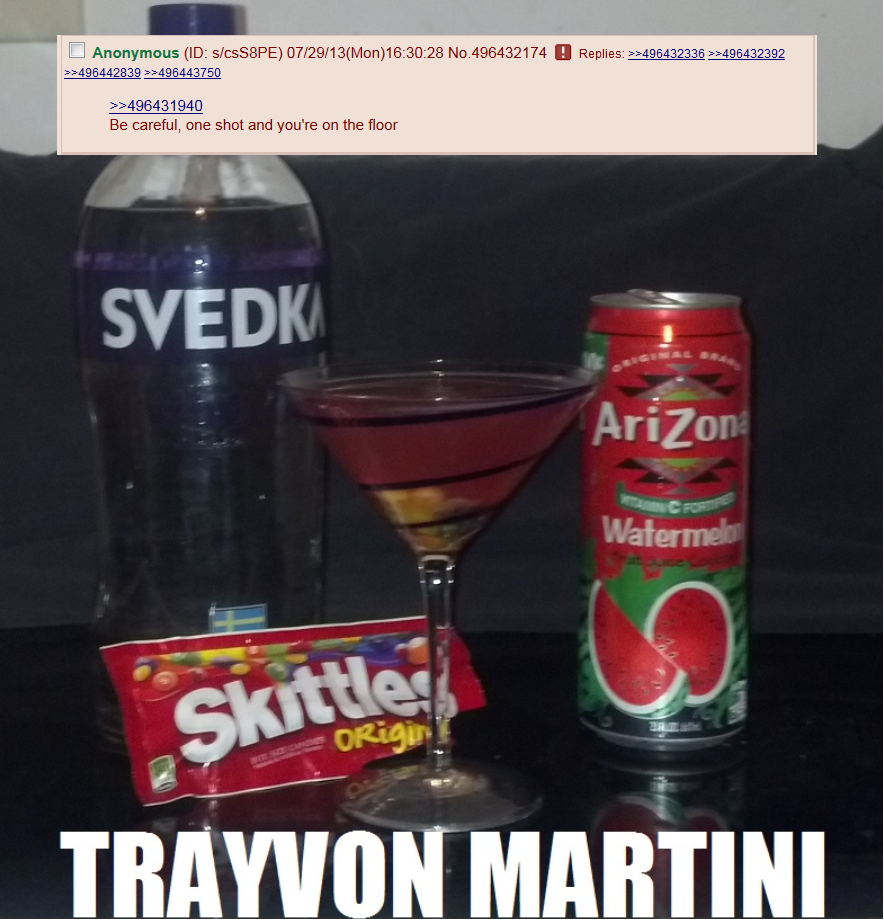 Anonymous (ID: s/csS8PE) 07/29/13(Mon)16:30:28 No.496432174 Replies: >>496432336 >>496432392
>>496442839 >>496443750
>>496431940
Be careful, one shot and you're on the floor
SVEDKA
ORIGINAL BRAND
AriZona
VITAMIN C FORTIFIED
Watermelon
Skittles
ORigin
TRAYVON MARTINI